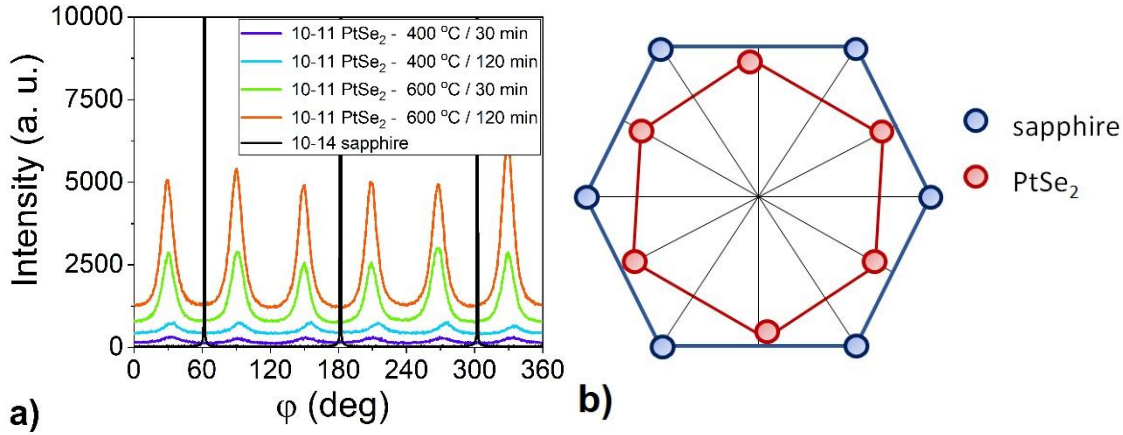 10000
7500
5000
2500
0
Intensity (a. u.)
10-11 PtSe₂ - 400 °C / 30 min
10-11 PtSe₂ - 400 °C / 120 min
10-11 PtSe₂ - 600 °C / 30 min
10-11 PtSe₂ - 600 °C / 120 min
10-14 sapphire
0 60 120 180 240 300 360
φ (deg)
a)
sapphire
PtSe₂
b)